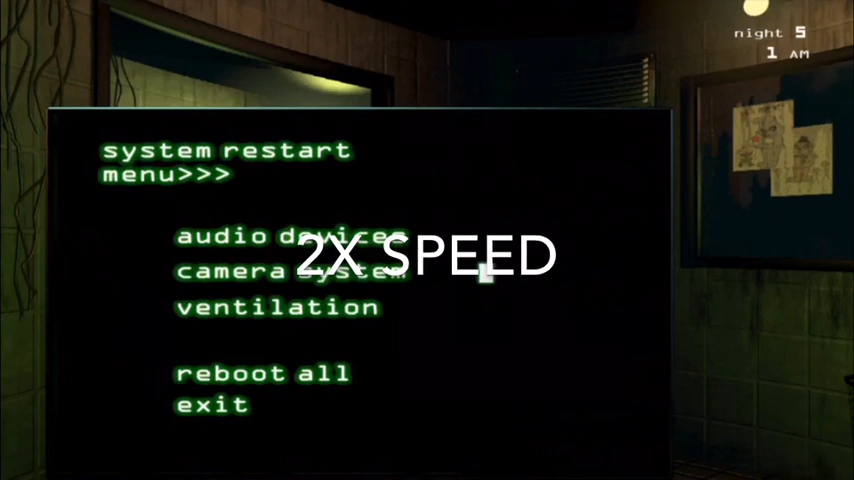 night 5
1 AM
system restart
menu>>>
audio devices
camera system
2X SPEED
ventilation
reboot all
exit